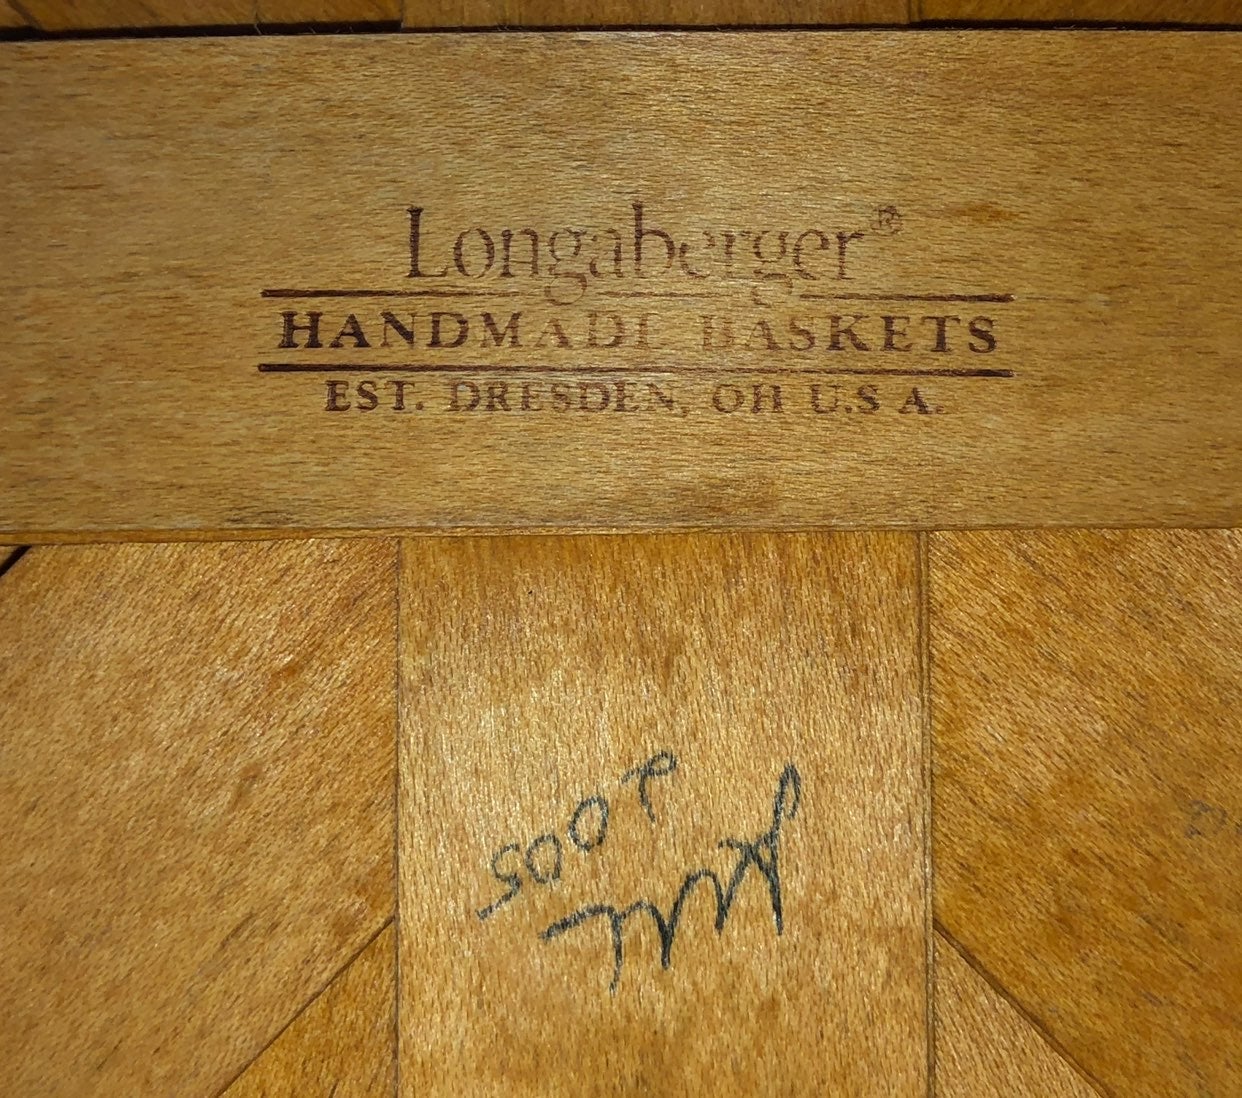 Longaberger®
HANDMADE BASKETS
EST. DRESDEN, OH U.S.A.
2005